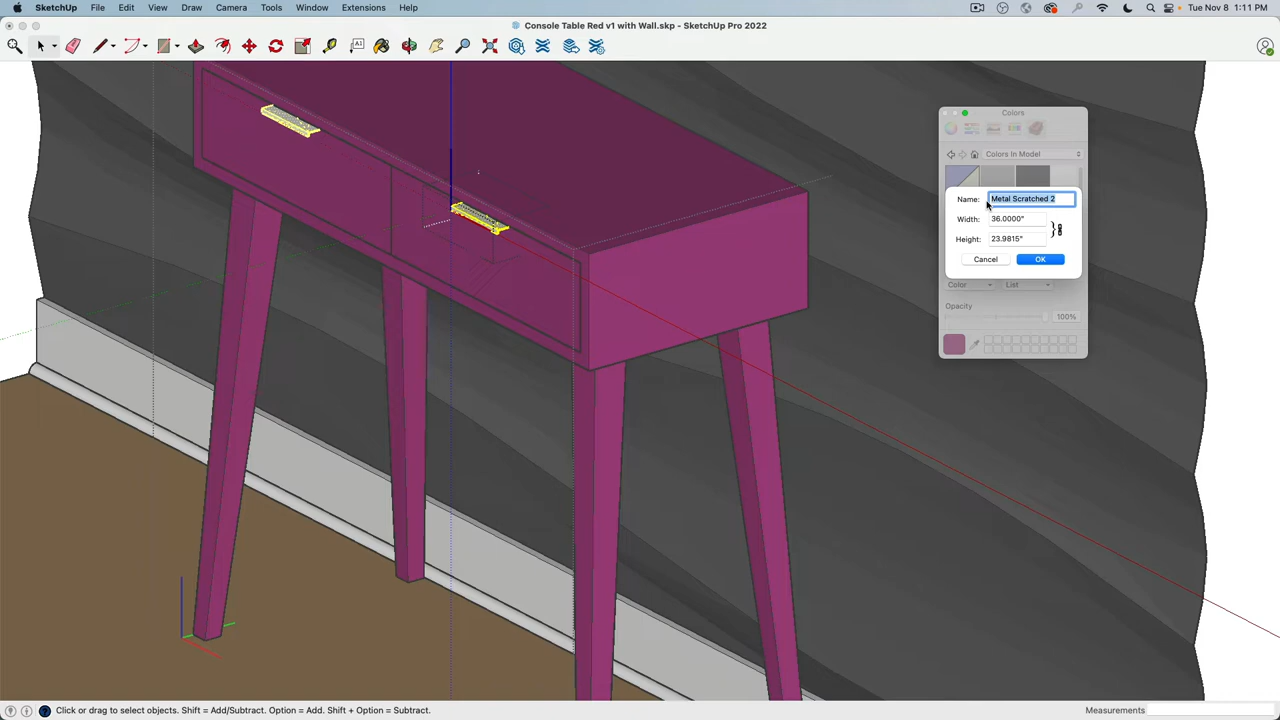 SketchUp File Edit View Draw Camera Tools Window Extensions Help Tue Nov 8 1:11 PM
Console Table Red v1 with Wall.skp - SketchUp Pro 2022
Colors
Colors In Model
Name: Metal Scratched 2
Width: 36.0000"
Height: 23.9815"
Cancel OK
Color List
Opacity
100%
Click or drag to select objects. Shift = Add/Subtract. Option = Add. Shift + Option = Subtract. Measurements